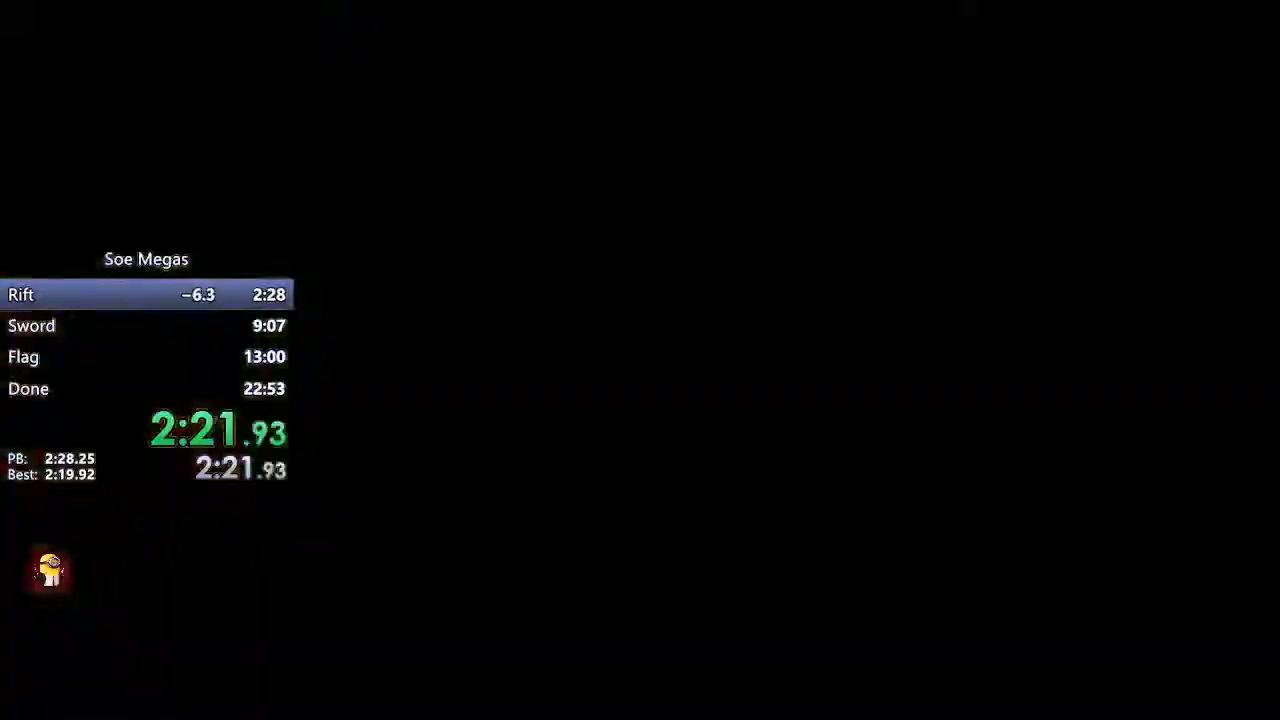 Soe Megas
Rift −6.3 2:28
Sword 9:07
Flag 13:00
Done 22:53
2:21.93
PB: 2:28.25
Best: 2:19.92
2:21.93